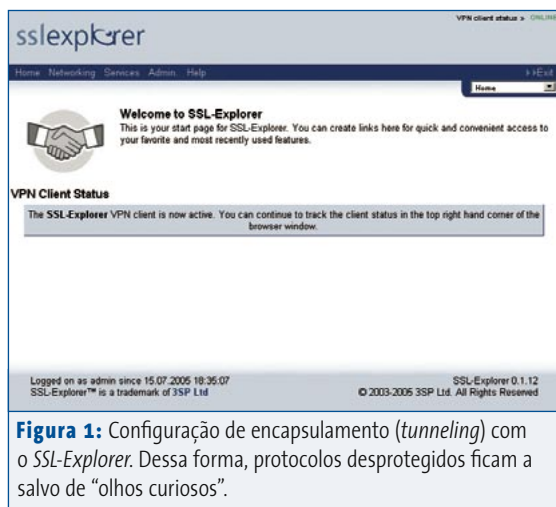 VPN client status » ONLINE
sslexplorer
Home Networking Services Admin Help
Exit
Home
Welcome to SSL-Explorer
This is your start page for SSL-Explorer. You can create links here for quick and convenient access to
your favorite and most recently used features.
VPN Client Status
The SSL-Explorer VPN client is now active. You can continue to track the client status in the top right hand corner of the
browser window.
Logged on as admin since 15.07.2005 18:35:07
SSL-Explorer™ is a trademark of 3SP Ltd
SSL-Explorer 0.1.12
© 2003-2005 3SP Ltd. All Rights Reserved
Figura 1: Configuração de encapsulamento (tunneling) com
o SSL-Explorer. Dessa forma, protocolos desprotegidos ficam a
salvo de “olhos curiosos”.